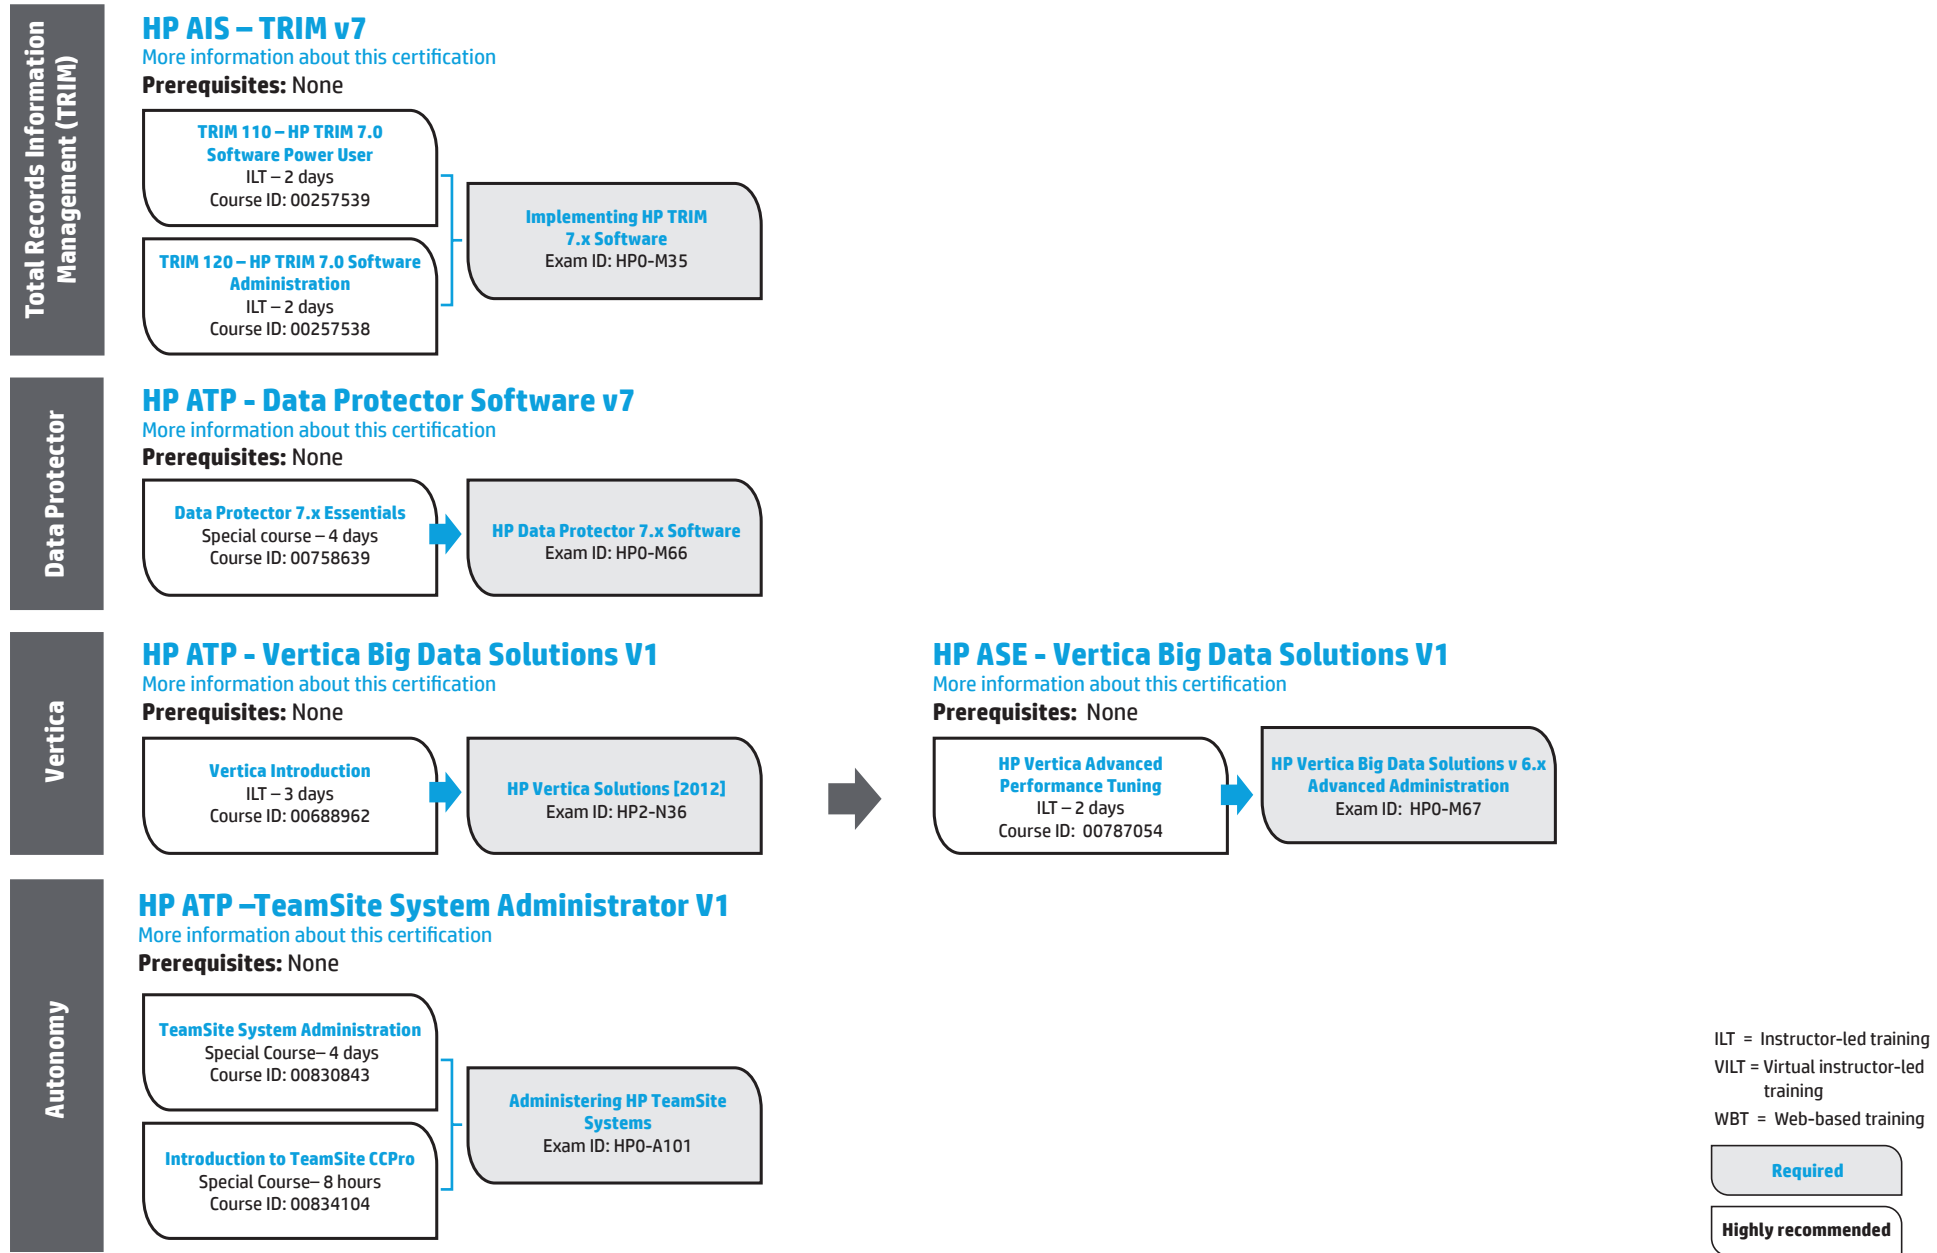 Total Records Information
Management (TRIM)
HP AIS – TRIM v7
More information about this certification
Prerequisites: None
TRIM 110 – HP TRIM 7.0
Software Power User
ILT – 2 days
Course ID: 00257539
TRIM 120 – HP TRIM 7.0 Software
Administration
ILT – 2 days
Course ID: 00257538
Implementing HP TRIM
7.x Software
Exam ID: HP0-M35
Data Protector
HP ATP - Data Protector Software v7
More information about this certification
Prerequisites: None
Data Protector 7.x Essentials
Special course – 4 days
Course ID: 00758639
HP Data Protector 7.x Software
Exam ID: HP0-M66
Vertica
HP ATP - Vertica Big Data Solutions V1
More information about this certification
Prerequisites: None
Vertica Introduction
ILT – 3 days
Course ID: 00688962
HP Vertica Solutions [2012]
Exam ID: HP2-N36
HP ASE - Vertica Big Data Solutions V1
More information about this certification
Prerequisites: None
HP Vertica Advanced
Performance Tuning
ILT – 2 days
Course ID: 00787054
HP Vertica Big Data Solutions v 6.x
Advanced Administration
Exam ID: HP0-M67
Autonomy
HP ATP –TeamSite System Administrator V1
More information about this certification
Prerequisites: None
TeamSite System Administration
Special Course– 4 days
Course ID: 00830843
Introduction to TeamSite CCPro
Special Course– 8 hours
Course ID: 00834104
Administering HP TeamSite
Systems
Exam ID: HP0-A101
ILT = Instructor-led training
VILT = Virtual instructor-led
training
WBT = Web-based training
Required
Highly recommended